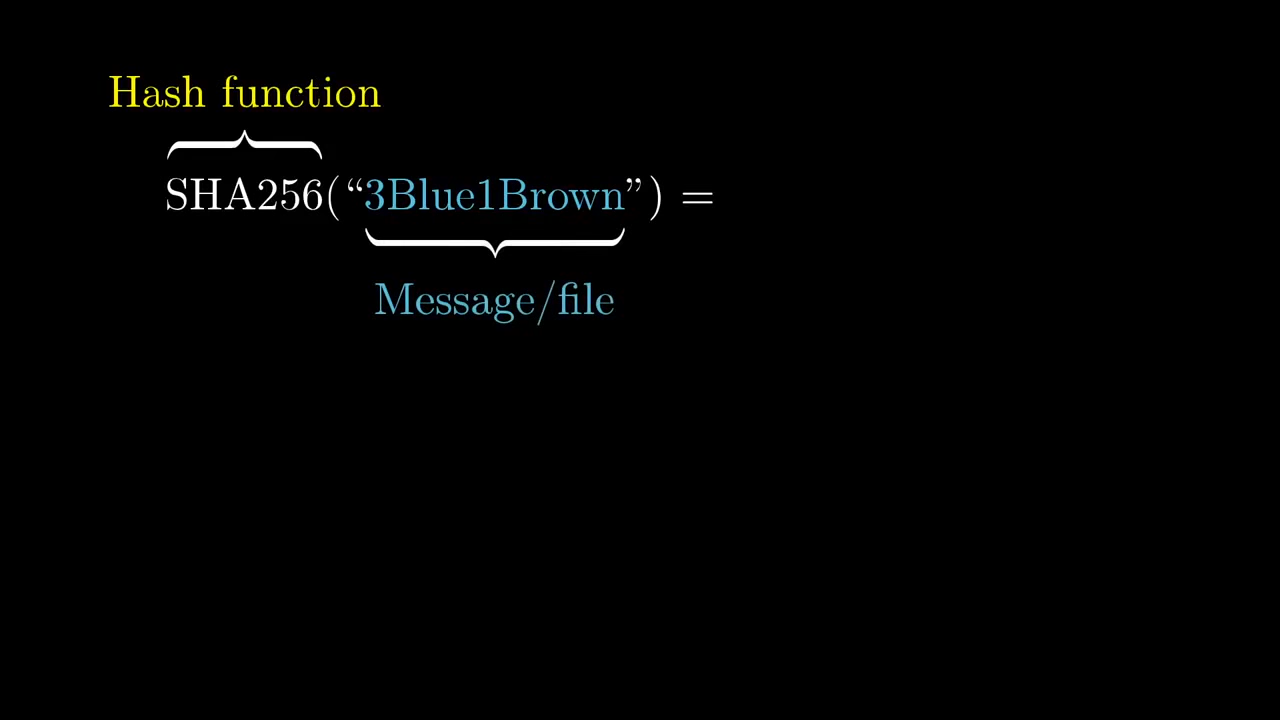 Hash function
SHA256(“3Blue1Brown”) =
Message/file